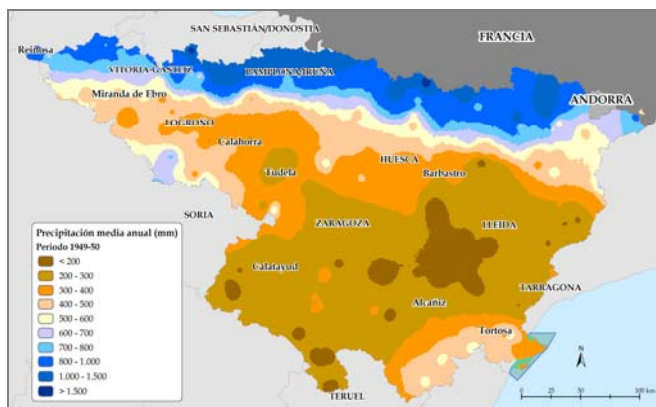 SAN SEBASTIÁN/DONOSTIA
FRANCIA
Reinosa
VITORIA-GASTEIZ
PAMPLONA/IRUÑA
ANDORRA
Miranda de Ebro
LOGROÑO
Calahorra
HUESCA
Barbastro
Tudela
SORIA
ZARAGOZA
LLEIDA
Calatayud
TARRAGONA
Alcañiz
Tortosa
TERUEL
Precipitación media anual (mm)
Periodo 1949-50
< 200
200 - 300
300 - 400
400 - 500
500 - 600
600 - 700
700 - 800
800 - 1.000
1.000 - 1.500
> 1.500
N
0 25 50 100 km